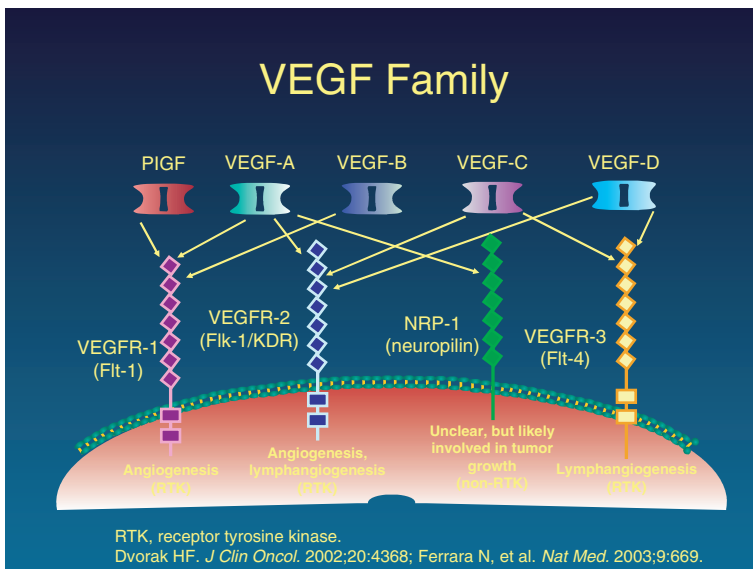 VEGF Family
PIGF VEGF-A VEGF-B VEGF-C VEGF-D
VEGFR-1
(Flt-1)
VEGFR-2
(Flk-1/KDR)
NRP-1
(neuropilin)
VEGFR-3
(Flt-4)
Angiogenesis
(RTK)
Angiogenesis,
lymphangiogenesis
(RTK)
Unclear, but likely
involved in tumor
growth
(non-RTK)
Lymphangiogenesis
(RTK)
RTK, receptor tyrosine kinase.
Dvorak HF. J Clin Oncol. 2002;20:4368; Ferrara N, et al. Nat Med. 2003;9:669.